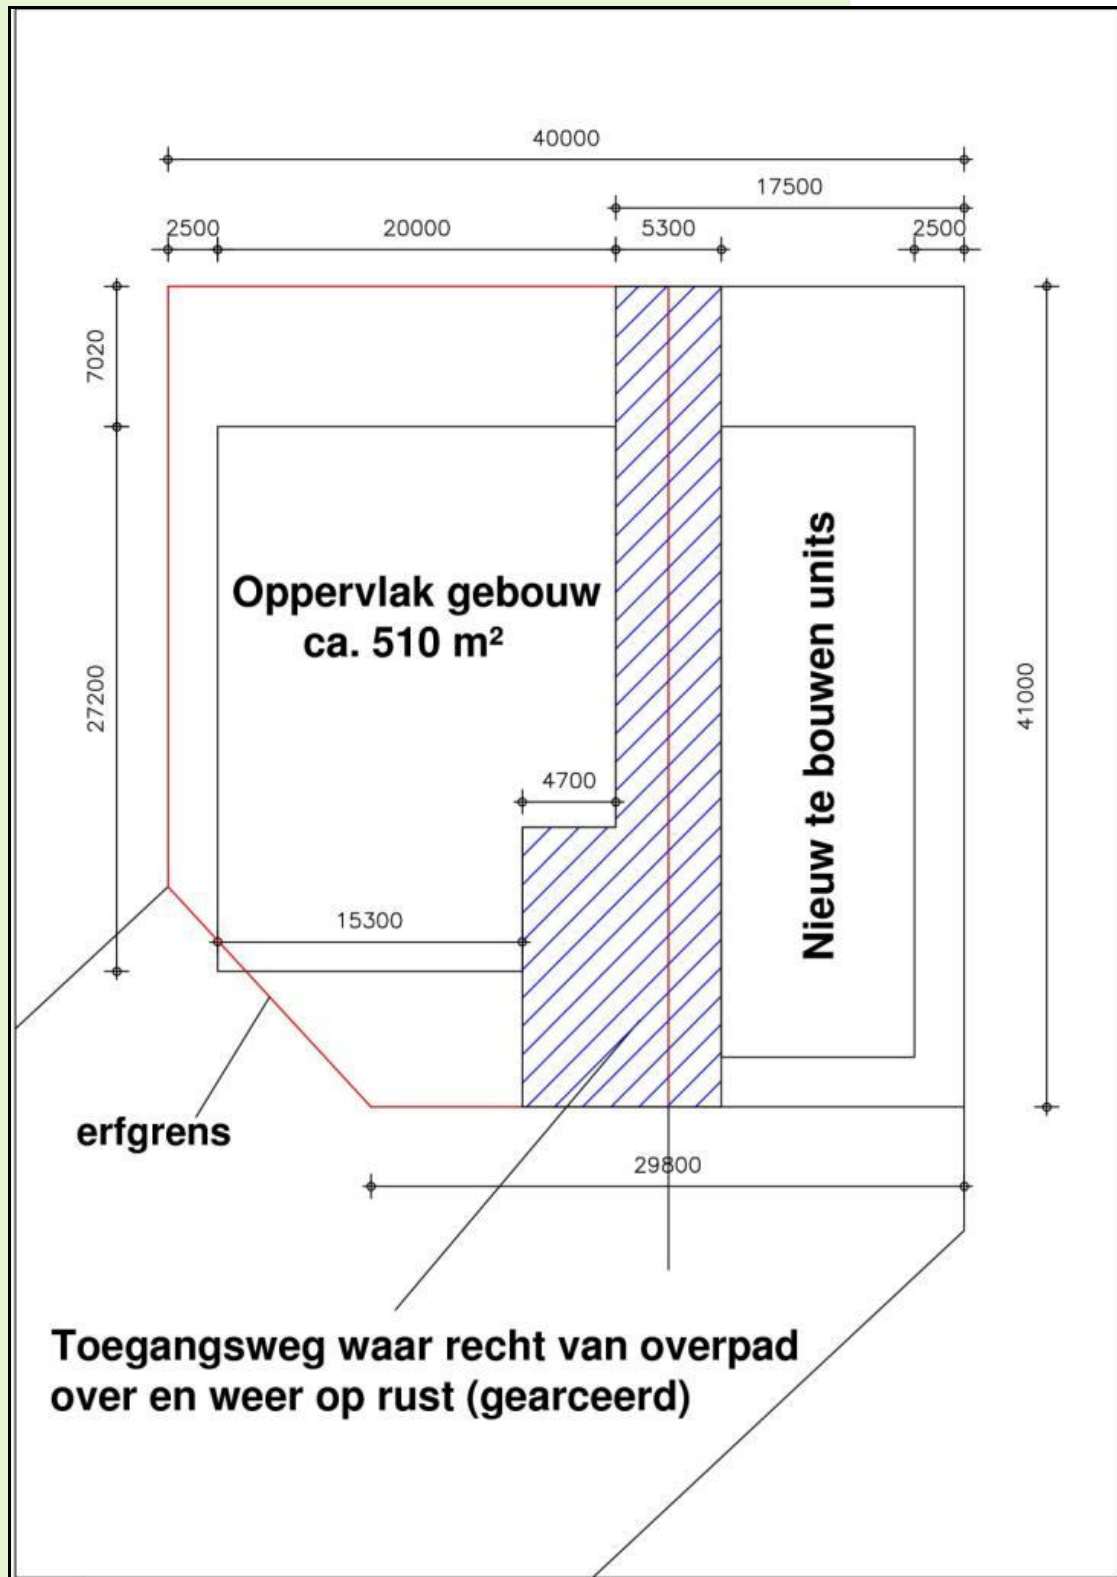 40000
17500
2500
20000
5300
2500
7020
27200
Oppervlak gebouw
ca. 510 m²
Nieuw te bouwen units
41000
4700
15300
erfgrens
29800
Toegangsweg waar recht van overpad
over en weer op rust (gearceerd)